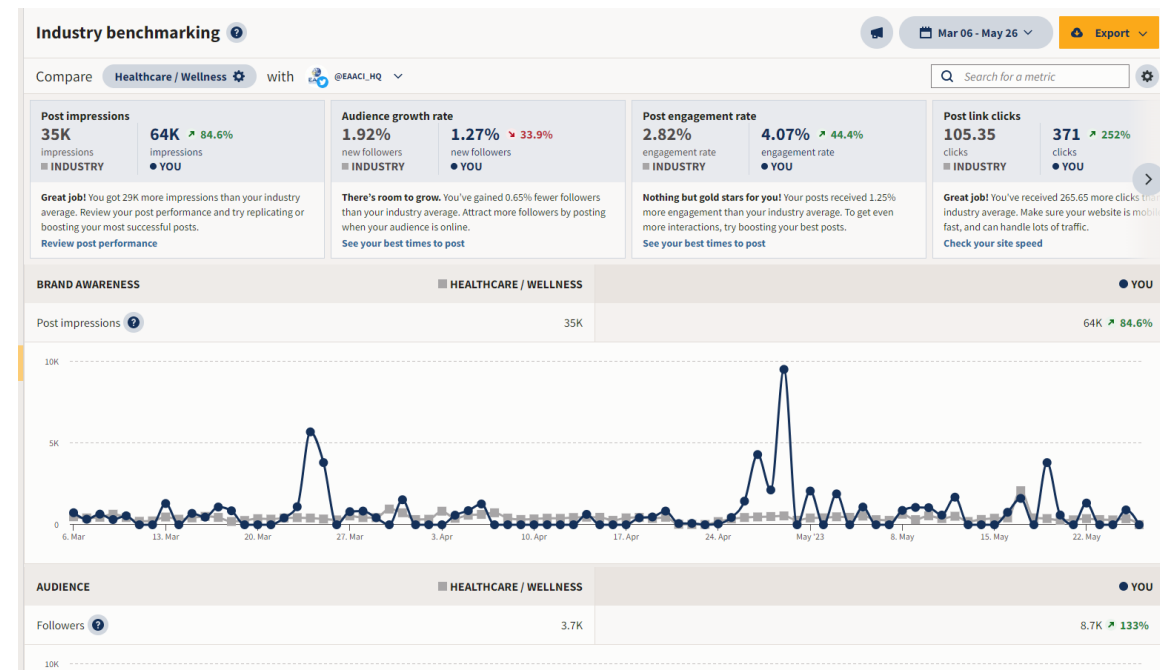 Industry benchmarking ?
Mar 06 - May 26
Export
Compare Healthcare / Wellness with @EAACI_HQ
Search for a metric
Post impressions
35K 64K 84.6%
impressions impressions
INDUSTRY YOU
Great job! You got 29K more impressions than your industry
average. Review your post performance and try replicating or
boosting your most successful posts.
Review post performance
Audience growth rate
1.92% 1.27% 33.9%
new followers new followers
INDUSTRY YOU
There's room to grow. You've gained 0.65% fewer followers
than your industry average. Attract more followers by posting
when your audience is online.
See your best times to post
Post engagement rate
2.82% 4.07% 44.4%
engagement rate engagement rate
INDUSTRY YOU
Nothing but gold stars for you! Your posts received 1.25%
more engagement than your industry average. To get even
more interactions, try boosting your best posts.
See your best times to post
Post link clicks
105.35 371 252%
clicks clicks
INDUSTRY YOU
Great job! You've received 265.65 more clicks
industry average. Make sure your website is
fast, and can handle lots of traffic.
Check your site speed
BRAND AWARENESS HEALTHCARE / WELLNESS YOU
Post impressions ? 35K 64K 84.6%
10K
5K
0
6. Mar 13. Mar 20. Mar 27. Mar 3. Apr 10. Apr 17. Apr 24. Apr May '23 8. May 15. May 22. May
AUDIENCE HEALTHCARE / WELLNESS YOU
Followers ? 3.7K 8.7K 133%
10K